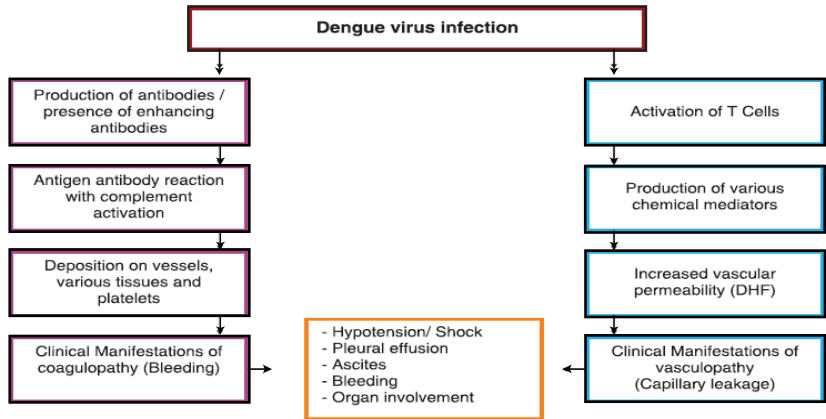 Dengue virus infection
Production of antibodies /
presence of enhancing
antibodies
Antigen antibody reaction
with complement
activation
Deposition on vessels,
various tissues and
platelets
Clinical Manifestations of
coagulopathy (Bleeding)
Activation of T Cells
Production of various
chemical mediators
Increased vascular
permeability (DHF)
Clinical Manifestations of
vasculopathy
(Capillary leakage)
- Hypotension/ Shock
- Pleural effusion
- Ascites
- Bleeding
- Organ involvement